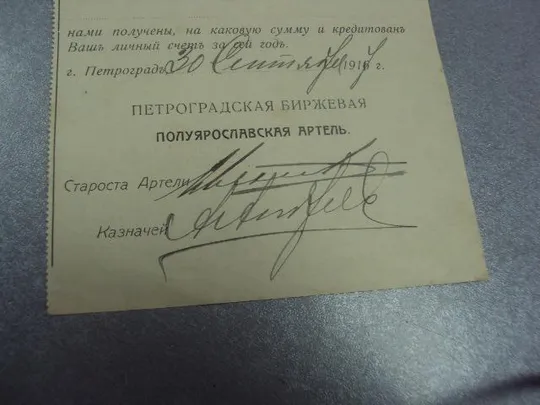 нами получены, на каковую сумму и кредитованъ
Вашъ личный счетъ за сей годъ.
г. Петроградъ, 30 Сентября 191 г.
ПЕТРОГРАДСКАЯ БИРЖЕВАЯ
ПОЛУЯРОСЛАВСКАЯ АРТЕЛЬ.
Староста Артели
Казначей